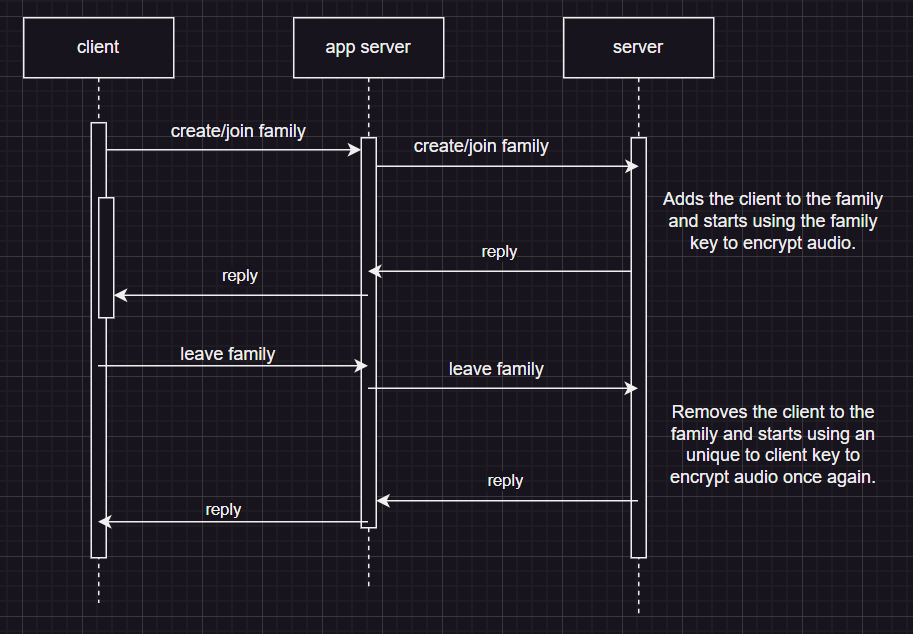 client
app server
server
create/join family
create/join family
Adds the client to the family
and starts using the family
key to encrypt audio.
reply
reply
leave family
leave family
Removes the client to the
family and starts using an
unique to client key to
encrypt audio once again.
reply
reply